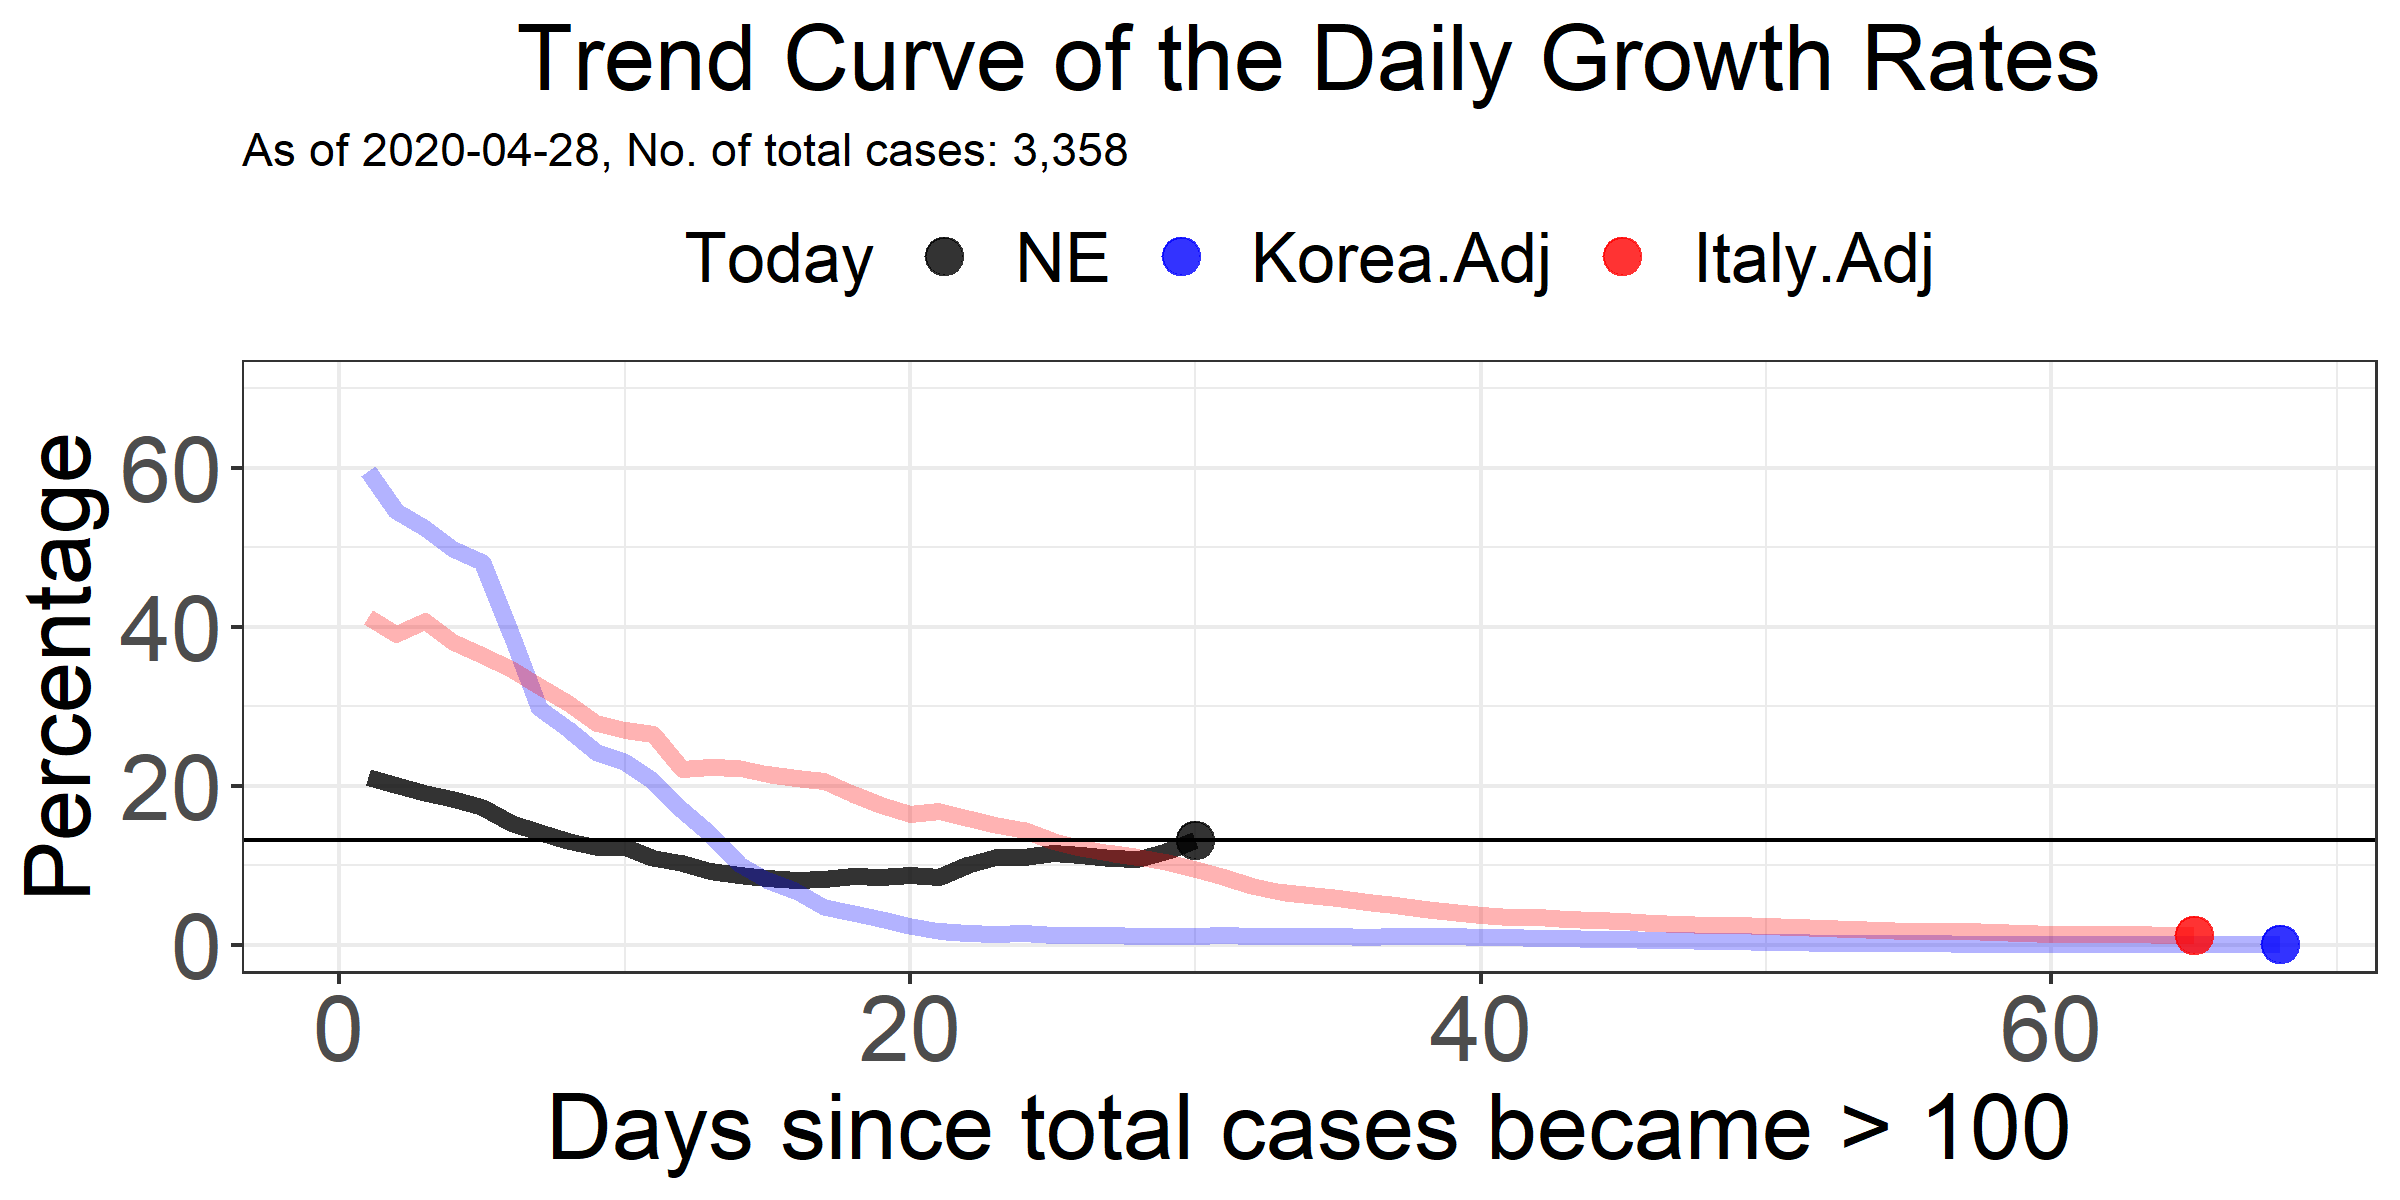 Trend Curve of the Daily Growth Rates
As of 2020-04-28, No. of total cases: 3,358
Today NE Korea.Adj Italy.Adj
Percentage
60
40
20
0
0 20 40 60
Days since total cases became > 100